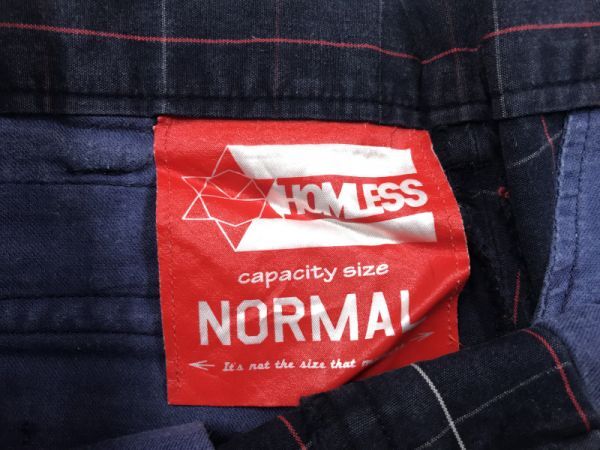 HOMLESS
capacity size
NORMAL
It's not the size that